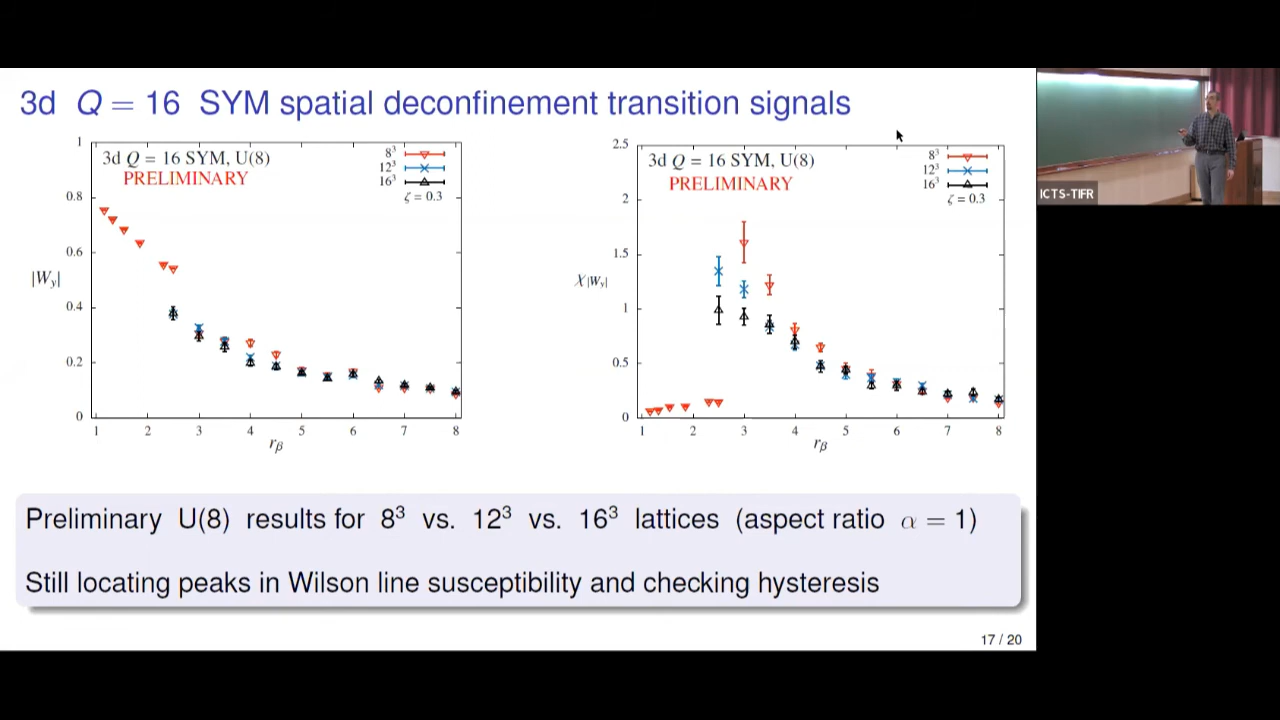 3d Q = 16 SYM spatial deconfinement transition signals
1
0.8
0.6
0.4
0.2
0
|W_y|
3d Q = 16 SYM, U(8)
PRELIMINARY
8³
12³
16³
ζ = 0.3
1 2 3 4 5 6 7 8
r_β
2.5
2
1.5
1
0.5
0
χ|W_y|
3d Q = 16 SYM, U(8)
PRELIMINARY
8³
12³
16³
ζ = 0.3
1 2 3 4 5 6 7 8
r_β
Preliminary U(8) results for 8³ vs. 12³ vs. 16³ lattices (aspect ratio α = 1)
Still locating peaks in Wilson line susceptibility and checking hysteresis
17 / 20
ICTS-TIFR